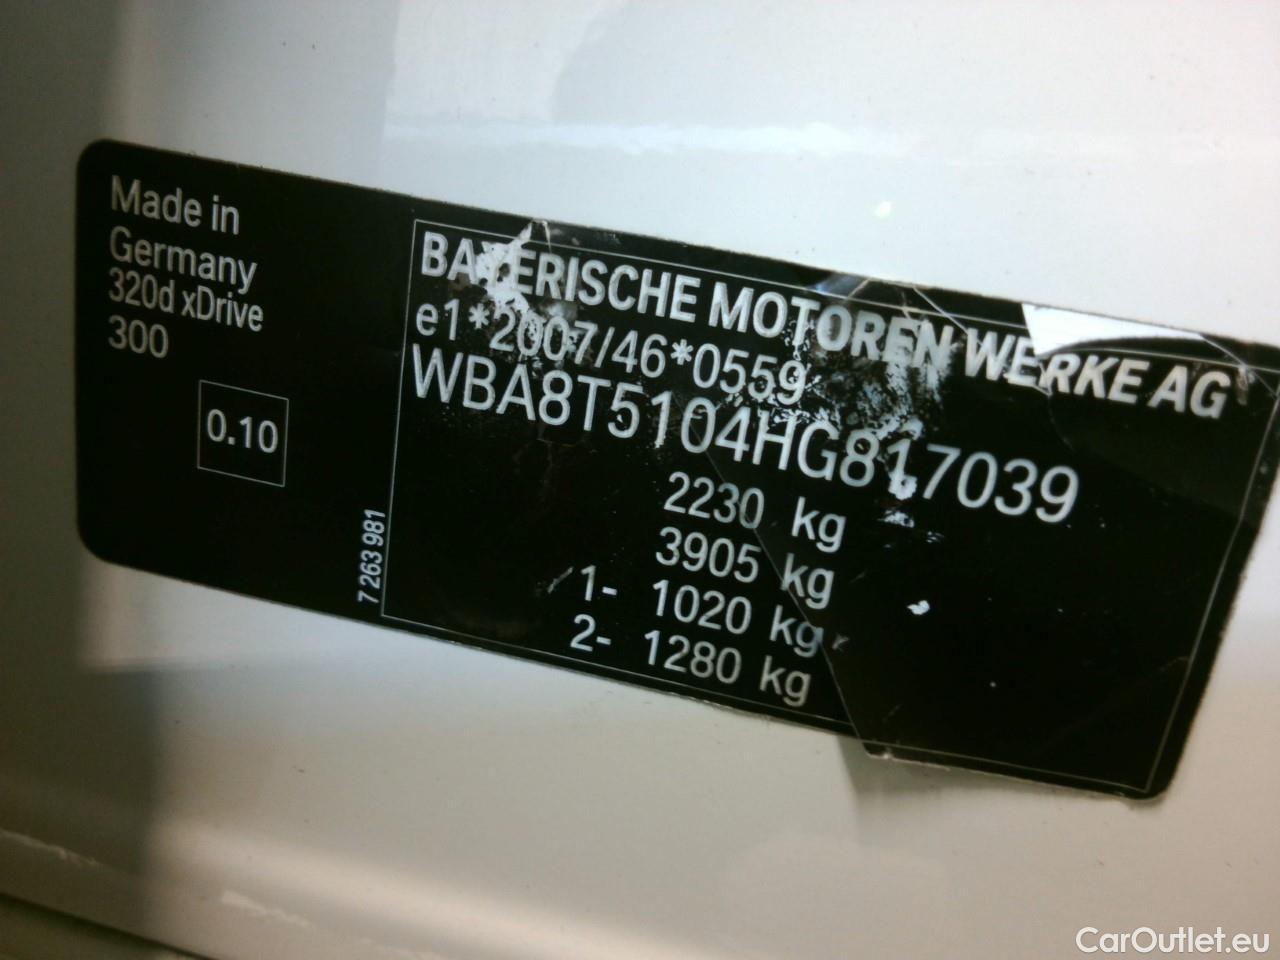 Made in
Germany
320d xDrive
300
0.10
7 263 981
BAYERISCHE MOTOREN WERKE AG
e1*2007/46*0559
WBA8T5104HG817039
2230 kg
3905 kg
1- 1020 kg
2- 1280 kg
CarOutlet.eu